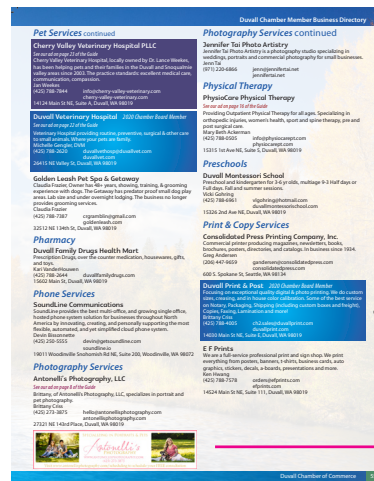 Duvall Chamber Member Business Directory
Pet Services continued
Cherry Valley Veterinary Hospital PLLC
See our ad on page 23 of the Guide
Cherry Valley Veterinary Hospital, locally owned by Dr. Lance Weekes,
has been helping pets and their families in the Duvall and Snoqualmie
valley areas since 2003. The practice standards excellent medical care,
communication, compassion.
Jan Weekes
(425) 788-7844 info@cherry-valleyvetarinary.com
cherry-valleyveterinary.com
14124 Main St NE, Suite A, Duvall, WA 98019
Duvall Veterinary Hospital 2020 Chamber Board Member
See our ad on page 22 of the Guide
Veterinary Hospital providing routine, preventive, surgical & other care
to small animals. Where your pets are family.
Michelle Gengler, DVM
(425) 788-2620 duvallvethosp@duvallvet.com
duvallvet.com
26415 NE Valley St, Duvall, WA 98019
Golden Leash Pet Spa & Getaway
Claudia Frazier, Owner has 40+ years, showing, training, & grooming
experience with dogs. The Getaway has predator proof small dog play
areas. Lab size and under overnight lodging. The business no longer
provides grooming services.
Claudia Frazier
(425) 788-7387 crgramblin@gmail.com
goldenleash.com
32512 NE 134th St, Duvall, WA 98019
Pharmacy
Duvall Family Drugs Health Mart
Prescription Drugs, over the counter medication, housewares, gifts,
and toys.
Kari VandenHouwen
(425) 788-2644 duvallfamilydrugs.com
15602 Main St, Duvall, WA 98019
Phone Services
SoundLine Communications
SoundLine provides the best multi-office, and growing single office,
hosted phone system solution for businesses throughout North
America by innovating, creating, and personally supporting the most
flexible, automated, and yet simplified cloud phone system.
Devin Bissonnette
(425) 250-5555 devin@getsoundline.com
soundline.io
19011 Woodinville Snohomish Rd NE, Suite 200, Woodinville, WA 98072
Photography Services
Antonelli's Photography, LLC
See our ad on page 8 of the Guide
Brittany, of Antonelli's Photography, LLC, specializes in portrait and
pet photography.
Brittany Criss
(425) 273-3875 hello@antonellisphotography.com
antonellisphotography.com
27321 NE 143rd Place, Duvall, WA 98019
Antonelli's
Photography Services continued
Jennifer Tai Photo Artistry
Jennifer Tai Photo Artistry is a photography studio specializing in
weddings, portraits and commercial photography for small businesses.
Jenn Tai
(971) 220-6866 jenn@jennifertai.net
jennifertai.net
Physical Therapy
PhysioCare Physical Therapy
See our ad on page 18 of the Guide
Providing Outpatient Physical Therapy for all ages. Specializing in
orthopedic injuries, women's health, sport and spine therapy, and pre
post surgical care.
Mary Beth Ackerman
(425) 788-0505 info@physiocarept.com
physiocarept.com
15315 1st Ave NE, Suite S, Duvall, WA 98019
Preschools
Duvall Montessori School
Preschool and kindergarten for 3-6 yr olds, multiage 9-3 Half days or
Full days. Fall and summer sessions.
Vicki Gohring
(425) 788-6961 vigohring@hotmail.com
duvallmontessorischool.com
15326 2nd Ave NE, Duvall, WA 98019
Print & Copy Services
Consolidated Press Printing Company, Inc.
Commercial printer producing magazines, newsletters, books,
brochures, posters, directories, and catalogs. In business since 1934.
Greg Andersen
(206) 447-9659 gandersen@consolidatedpress.com
consolidatedpress.com
600 S. Spokane St, Seattle, WA 98134
Duvall Print & Post 2020 Chamber Board Member
Focusing on exceptional quality digital & photo printing. We do custom
sizes, creasing, and in house color calibration. Some of the best service
on Notary, Packaging, Shipping (including custom boxes and freight),
Copies, Faxing, Lamination and more!
Brittany Criss
(425) 788-4005 ch2.sales@duvallprint.com
duvallprint.com
14030 Main St NE, Suite E, Duvall, WA 98019
E F Prints
We are a full-service professional print and sign shop. We print
everything from posters, banners, t-shirts, business cards, auto
graphics, stickers, decals, a-boards, presentations and more.
Ken Hwang
(425) 788-7578 orders@efprints.com
efprints.com
14524 Main St NE, Suite 111, Duvall, WA 98019
Duvall Chamber of Commerce